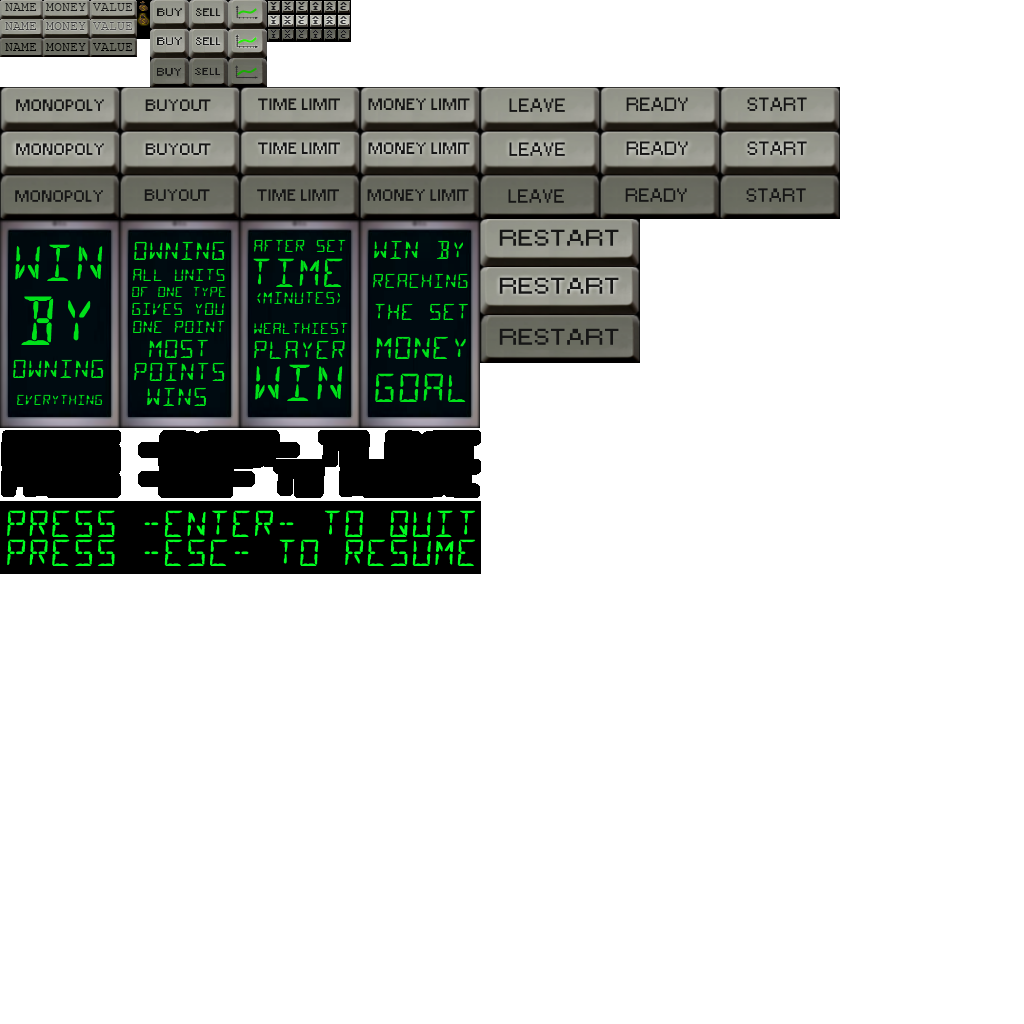 NAME MONEY VALUE
NAME MONEY VALUE
NAME MONEY VALUE
BUY SELL
BUY SELL
BUY SELL
MONOPOLY BUYOUT TIME LIMIT MONEY LIMIT LEAVE READY START
MONOPOLY BUYOUT TIME LIMIT MONEY LIMIT LEAVE READY START
MONOPOLY BUYOUT TIME LIMIT MONEY LIMIT LEAVE READY START
WIN
BY
OWNING
EVERYTHING
OWNING
ALL UNITS
OF ONE TYPE
GIVES YOU
ONE POINT
MOST
POINTS
WINS
AFTER SET
TIME
(MINUTES)
WEALTHIEST
PLAYER
WIN
WIN BY
REACHING
THE SET
MONEY
GOAL
RESTART
RESTART
RESTART
PRESS -ENTER- TO QUIT
PRESS -ESC- TO RESUME